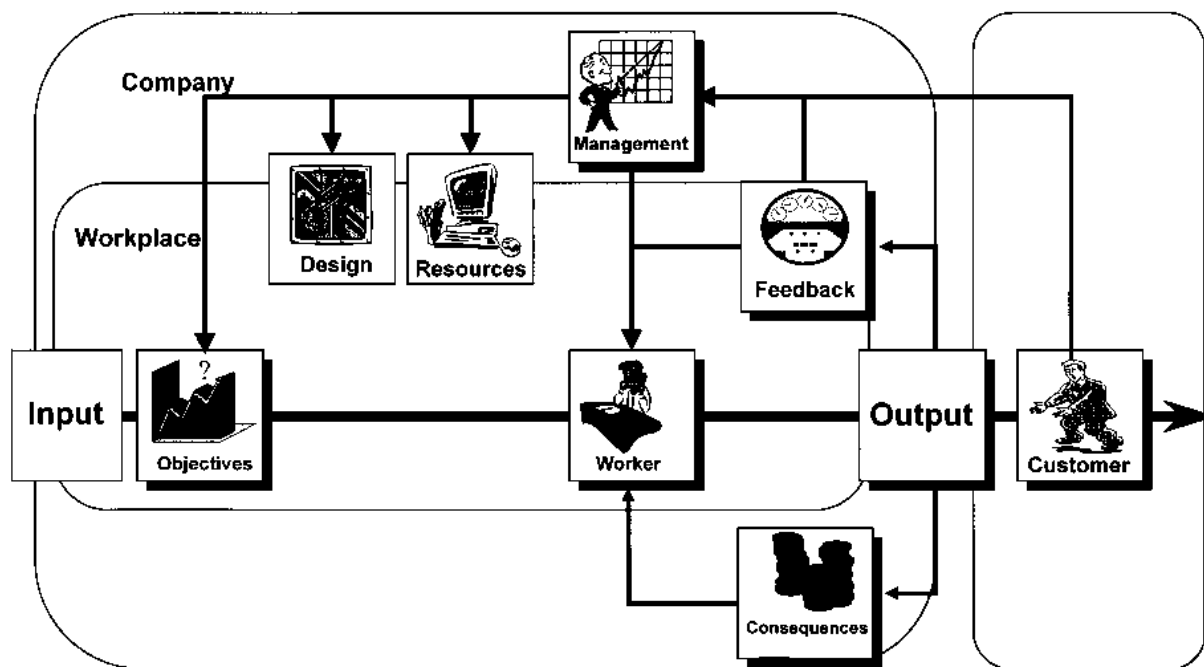 Company
Management
Workplace
Design
Resources
Feedback
?
Input
Objectives
Worker
Output
Customer
Consequences